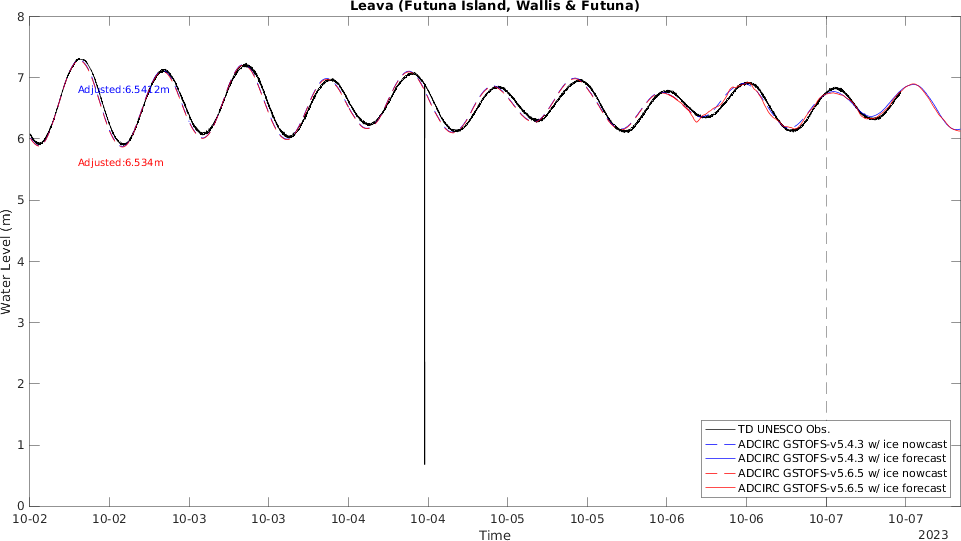 Leava (Futuna Island, Wallis & Futuna)
8
7
6
5
4
3
2
1
0
Water Level (m)
Adjusted:6.5412m
Adjusted:6.534m
TD UNESCO Obs.
ADCIRC GSTOFS-v5.4.3 w/ ice nowcast
ADCIRC GSTOFS-v5.4.3 w/ ice forecast
ADCIRC GSTOFS-v5.6.5 w/ ice nowcast
ADCIRC GSTOFS-v5.6.5 w/ ice forecast
10-02 10-02 10-03 10-03 10-04 10-04 10-05 10-05 10-06 10-06 10-07 10-07
Time
2023